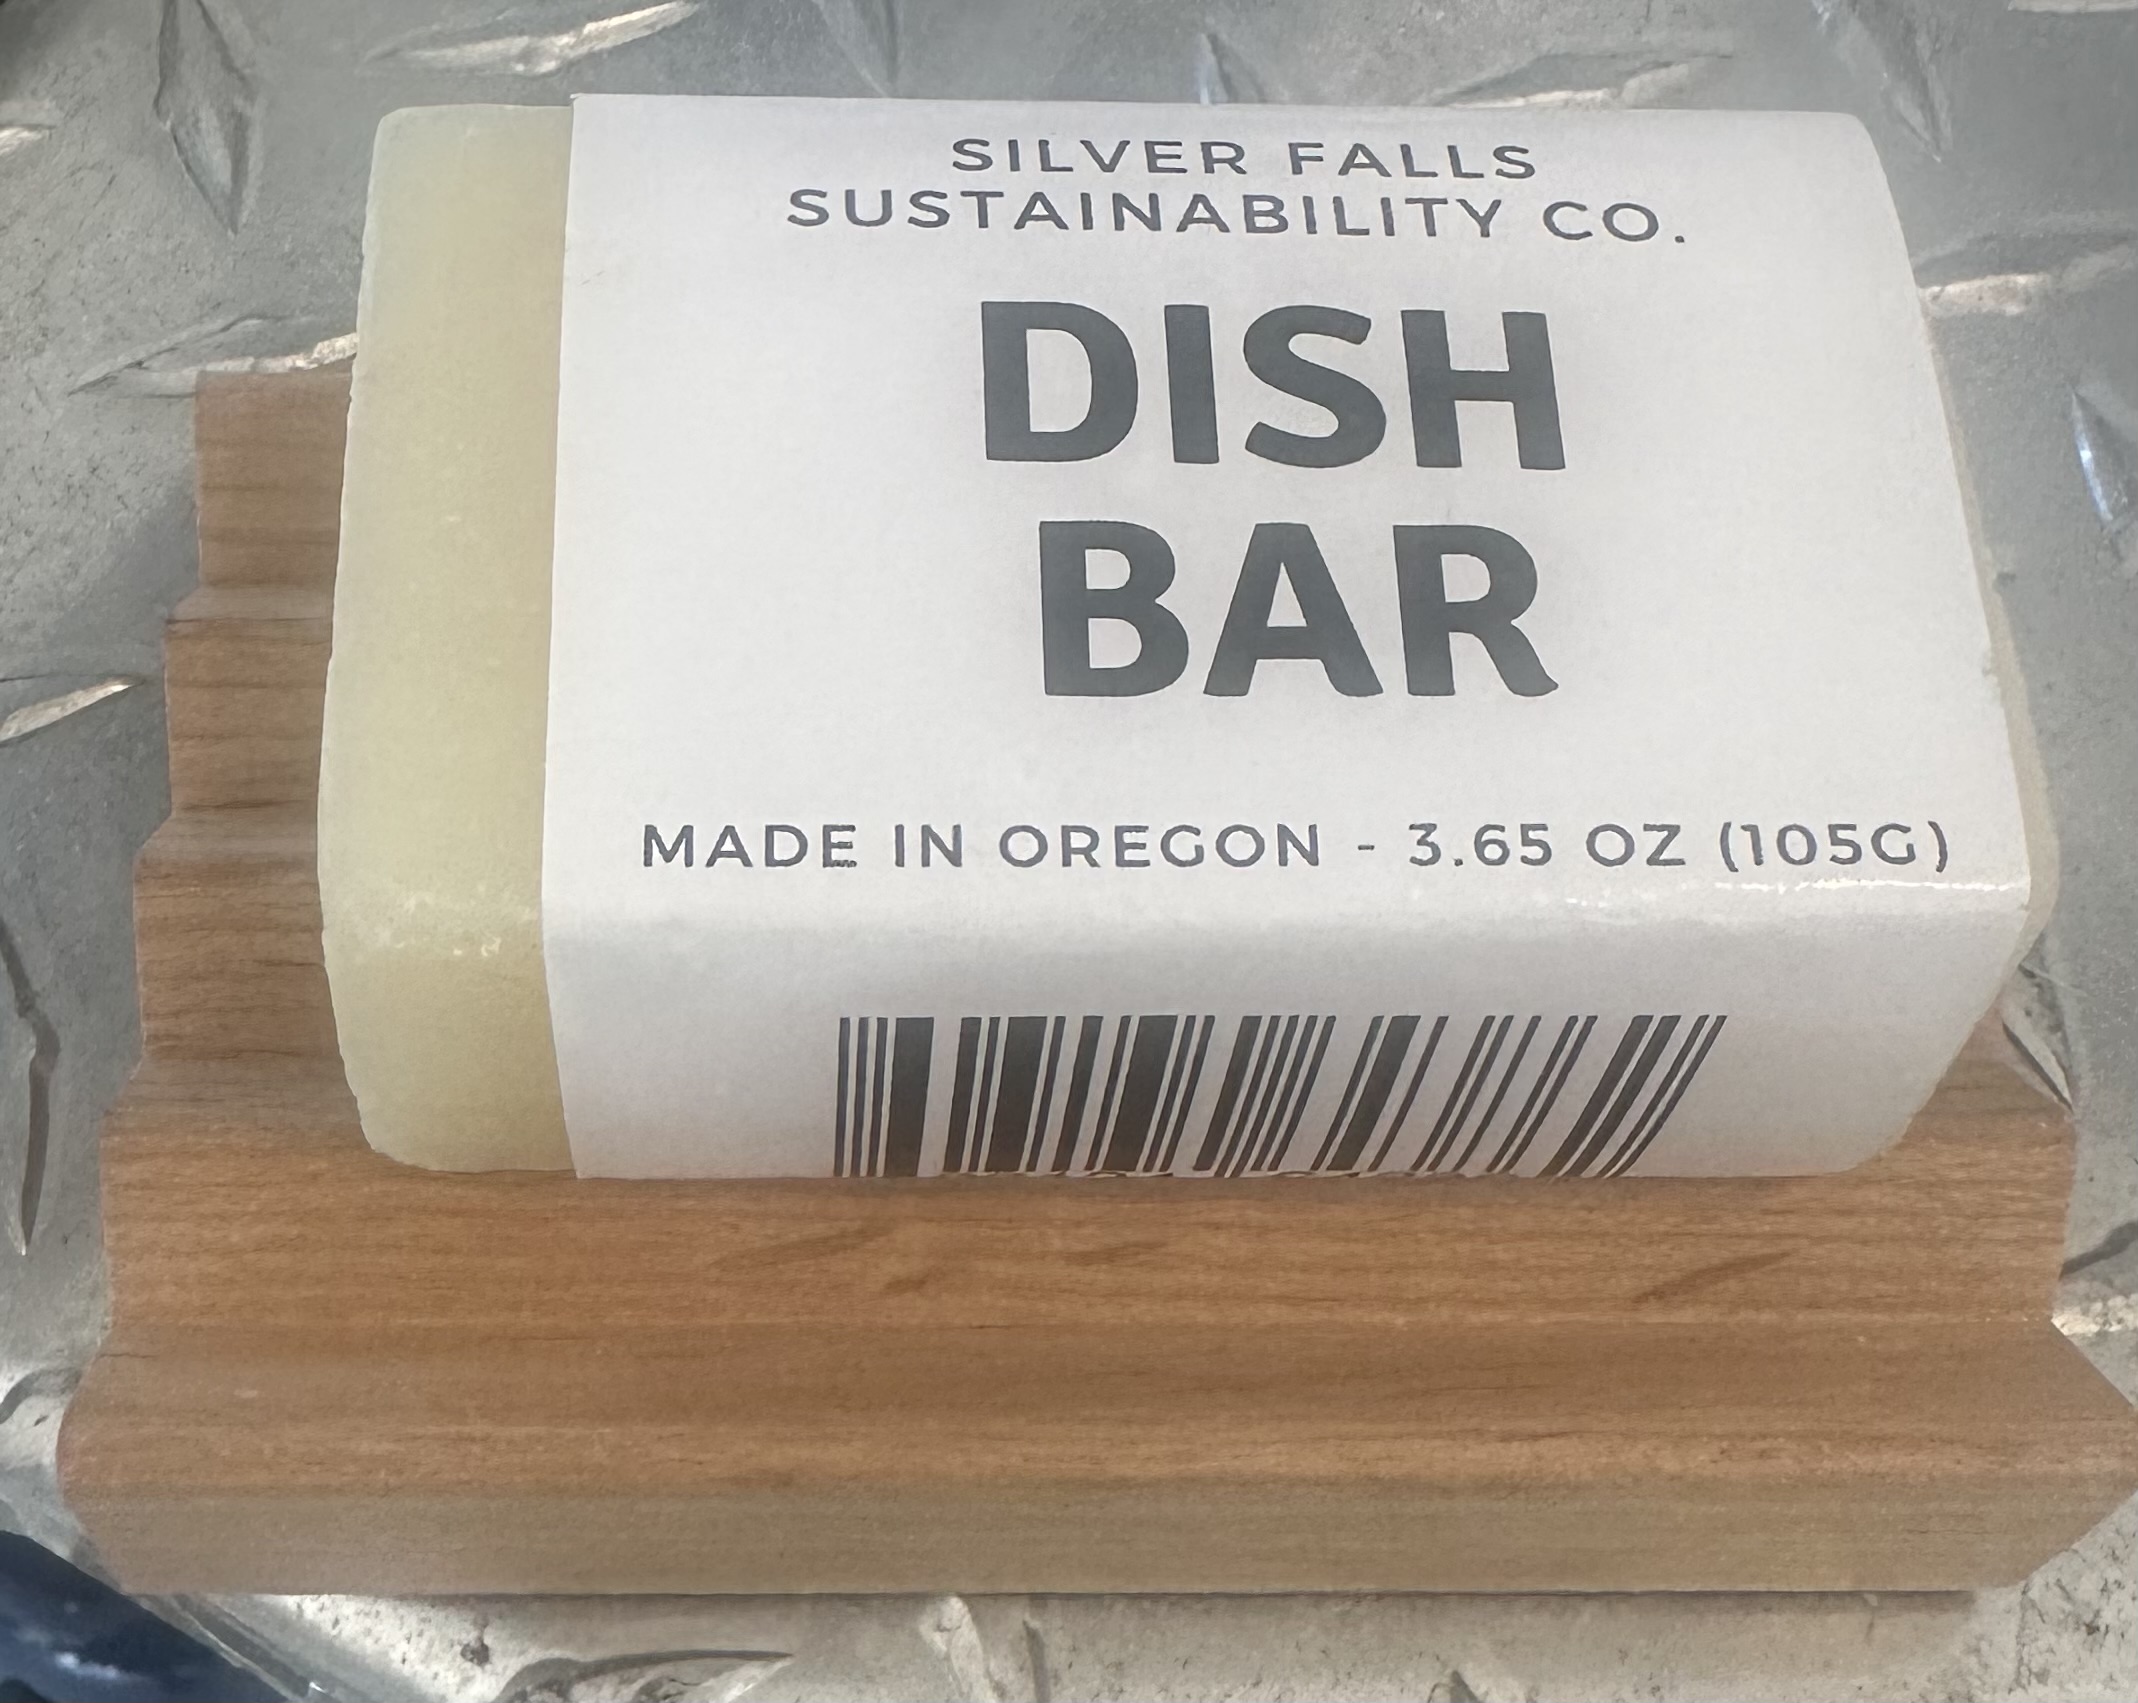 SILVER FALLS
SUSTAINABILITY CO.
DISH
BAR
MADE IN OREGON - 3.65 OZ (105G)